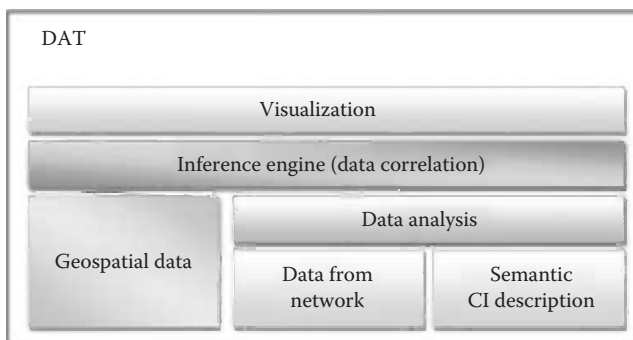 DAT
Visualization
Inference engine (data correlation)
Geospatial data
Data analysis
Data from
network
Semantic
CI description